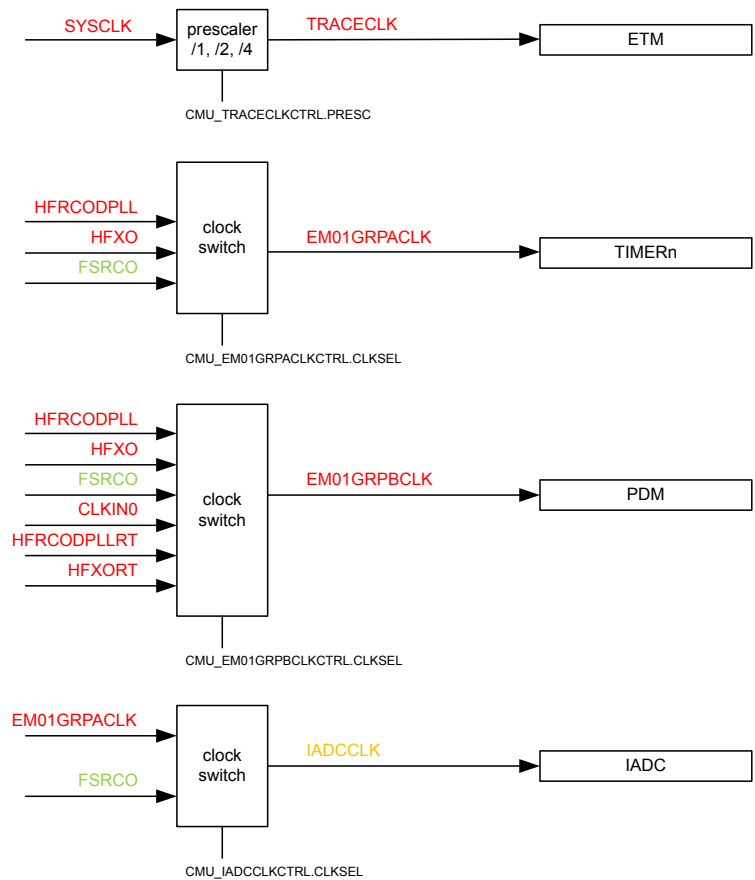 SYSCLK
prescaler
/1, /2, /4
TRACECLK
ETM
CMU_TRACECLKCTRL.PRESC
HFRCODPLL
HFXO
FSRCO
clock
switch
EM01GRPACLK
TIMERn
CMU_EM01GRPACLKCTRL.CLKSEL
HFRCODPLL
HFXO
FSRCO
CLKIN0
HFRCODPLLRT
HFXORT
clock
switch
EM01GRPBCLK
PDM
CMU_EM01GRPBCLKCTRL.CLKSEL
EM01GRPACLK
FSRCO
clock
switch
IADCCLK
IADC
CMU_IADCCLKCTRL.CLKSEL